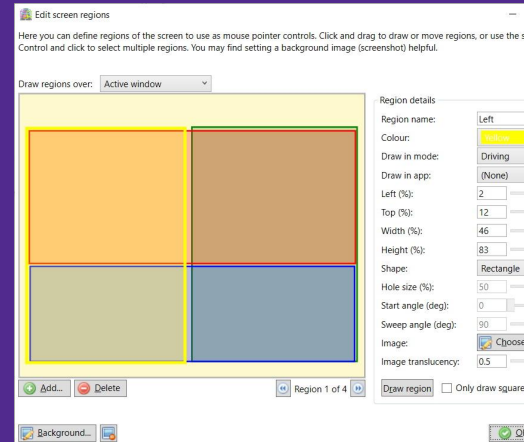 Edit screen regions
Here you can define regions of the screen to use as mouse pointer controls. Click and drag to draw or move regions, or use the s
Control and click to select multiple regions. You may find setting a background image (screenshot) helpful.
Draw regions over: Active window
Region details
Region name: Left
Colour: Yellow
Draw in mode: Driving
Draw in app: (None)
Left (%): 2
Top (%): 12
Width (%): 46
Height (%): 83
Shape: Rectangle
Hole size (%): 50
Start angle (deg): 0
Sweep angle (deg): 90
Image: Choose
Image translucency: 0.5
Add... Delete Region 1 of 4 Draw region Only draw square
Background...